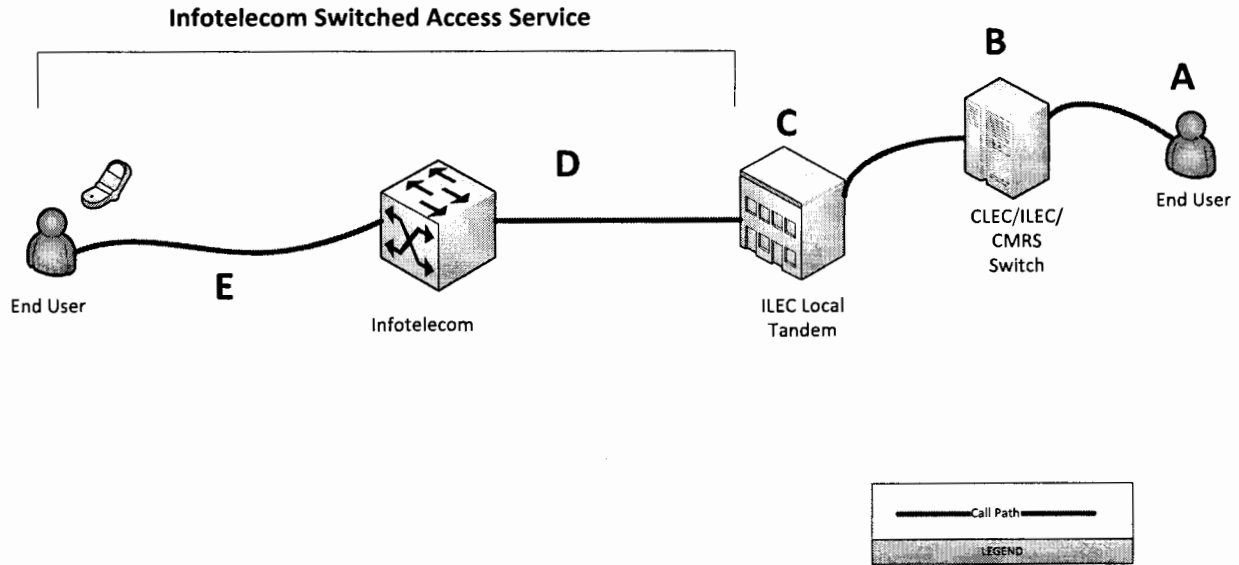 Infotelecom Switched Access Service
B
A
C
D
End User
CLEC/ILEC/
CMRS
Switch
E
End User
Infotelecom
ILEC Local
Tandem
Call Path
LEGEND